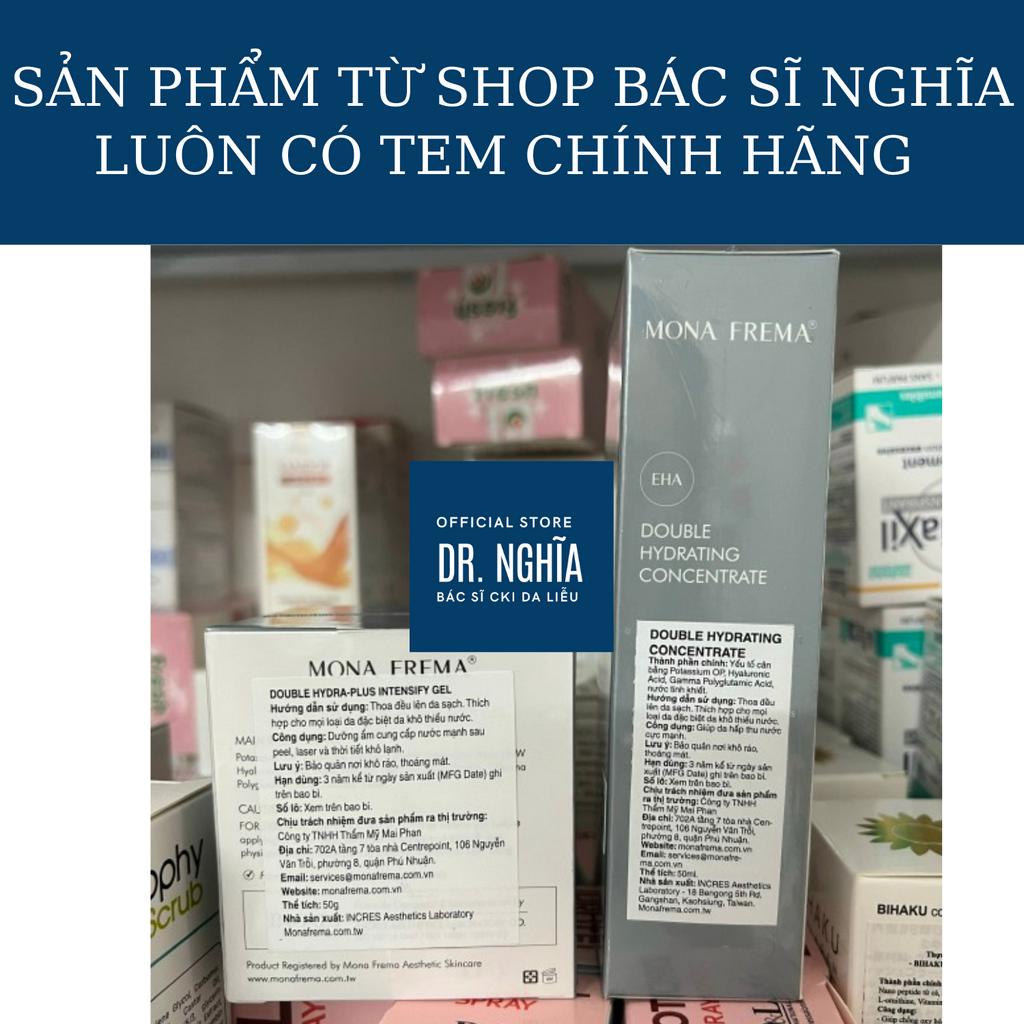 SẢN PHẨM TỪ SHOP BÁC SĨ NGHĨA
LUÔN CÓ TEM CHÍNH HÃNG
OFFICIAL STORE
DR. NGHĨA
BÁC SĨ CKI DA LIỄU
MONA FREMA®
DOUBLE HYDRA-PLUS INTENSIFY GEL
Hướng dẫn sử dụng: Thoa đều lên da sạch. Thích
hợp cho mọi loại da đặc biệt da khô thiếu nước.
Công dụng: Dưỡng ẩm cung cấp nước mạnh sau
peel, laser và thời tiết khô lạnh.
Lưu ý: Bảo quản nơi khô ráo, thoáng mát.
Hạn dùng: 3 năm kể từ ngày sản xuất (MFG Date) ghi
trên bao bì.
Số lô: Xem trên bao bì.
Chịu trách nhiệm đưa sản phẩm ra thị trường:
Công ty TNHH Thẩm Mỹ Mai Phan
Địa chỉ: 702A tầng 7 tòa nhà Centrepoint, 106 Nguyễn
Văn Trỗi, phường 8, quận Phú Nhuận.
Email: services@monafrema.com.vn
Website: monafrema.com.vn
Thể tích: 50g
Nhà sản xuất: INCRES Aesthetics Laboratory
Monafrema.com.tw
Product Registered by Mona Frema Aesthetic Skincare
www.monafrema.com.tw
MONA FREMA®
EHA
DOUBLE
HYDRATING
CONCENTRATE
DOUBLE HYDRATING
CONCENTRATE
Thành phần chính: Yếu tố cân
bằng Potassium OP, Hyaluronic
Acid, Gamma Polyglutamic Acid,
nước tinh khiết.
Hướng dẫn sử dụng: Thoa đều
lên da sạch. Thích hợp cho mọi
loại da đặc biệt da khô thiếu nước.
Công dụng: Giúp da hấp thu nước
cực mạnh.
Lưu ý: Bảo quản nơi khô ráo,
thoáng mát.
Hạn dùng: 3 năm kể từ ngày sản
xuất (MFG Date) ghi trên bao bì.
Số lô: Xem trên bao bì.
Chịu trách nhiệm đưa sản phẩm
ra thị trường: Công ty TNHH
Thẩm Mỹ Mai Phan
Địa chỉ: 702A tầng 7 tòa nhà Cen-
trepoint, 106 Nguyễn Văn Trỗi,
phường 8, quận Phú Nhuận.
Website: monafrema.com.vn
Email: services@monafre-
ma.com.vn
Thể tích: 50ml.
Nhà sản xuất: INCRES Aesthetics
Laboratory - 18 Bengong 5th Rd,
Gangshan, Kaohsiung, Taiwan.
Monafrema.com.tw
fresh
fresh
axil
ophy
Scrub
SPRAY
BIHAKU
Thành phần chính